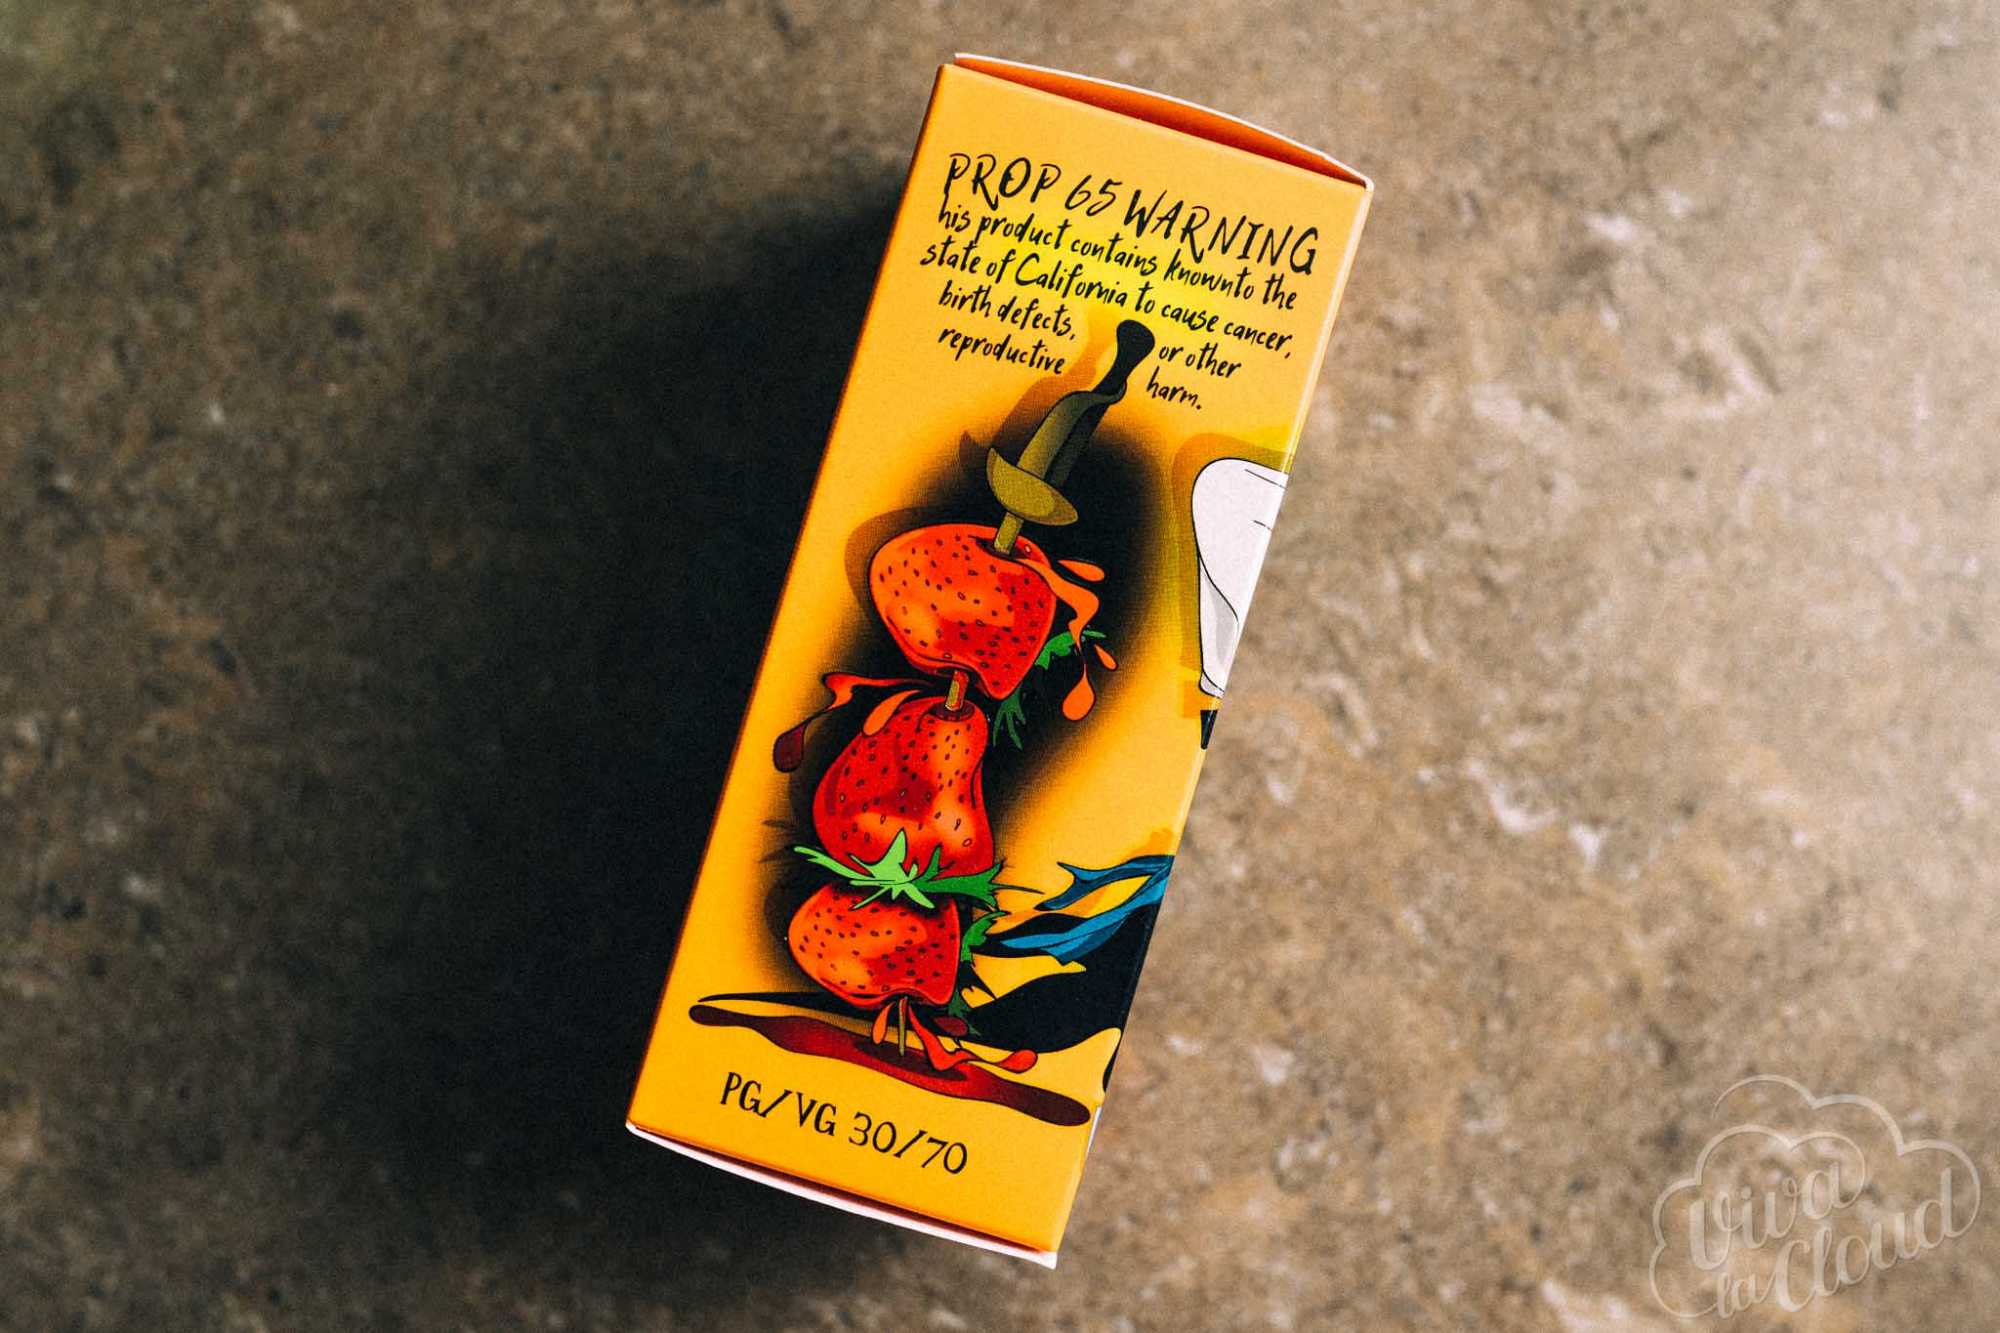 PROP 65 WARNING
his product contains knownto the
state of California to cause cancer,
birth defects, or other
reproductive harm.
PG/VG 30/70
Viva
la Cloud